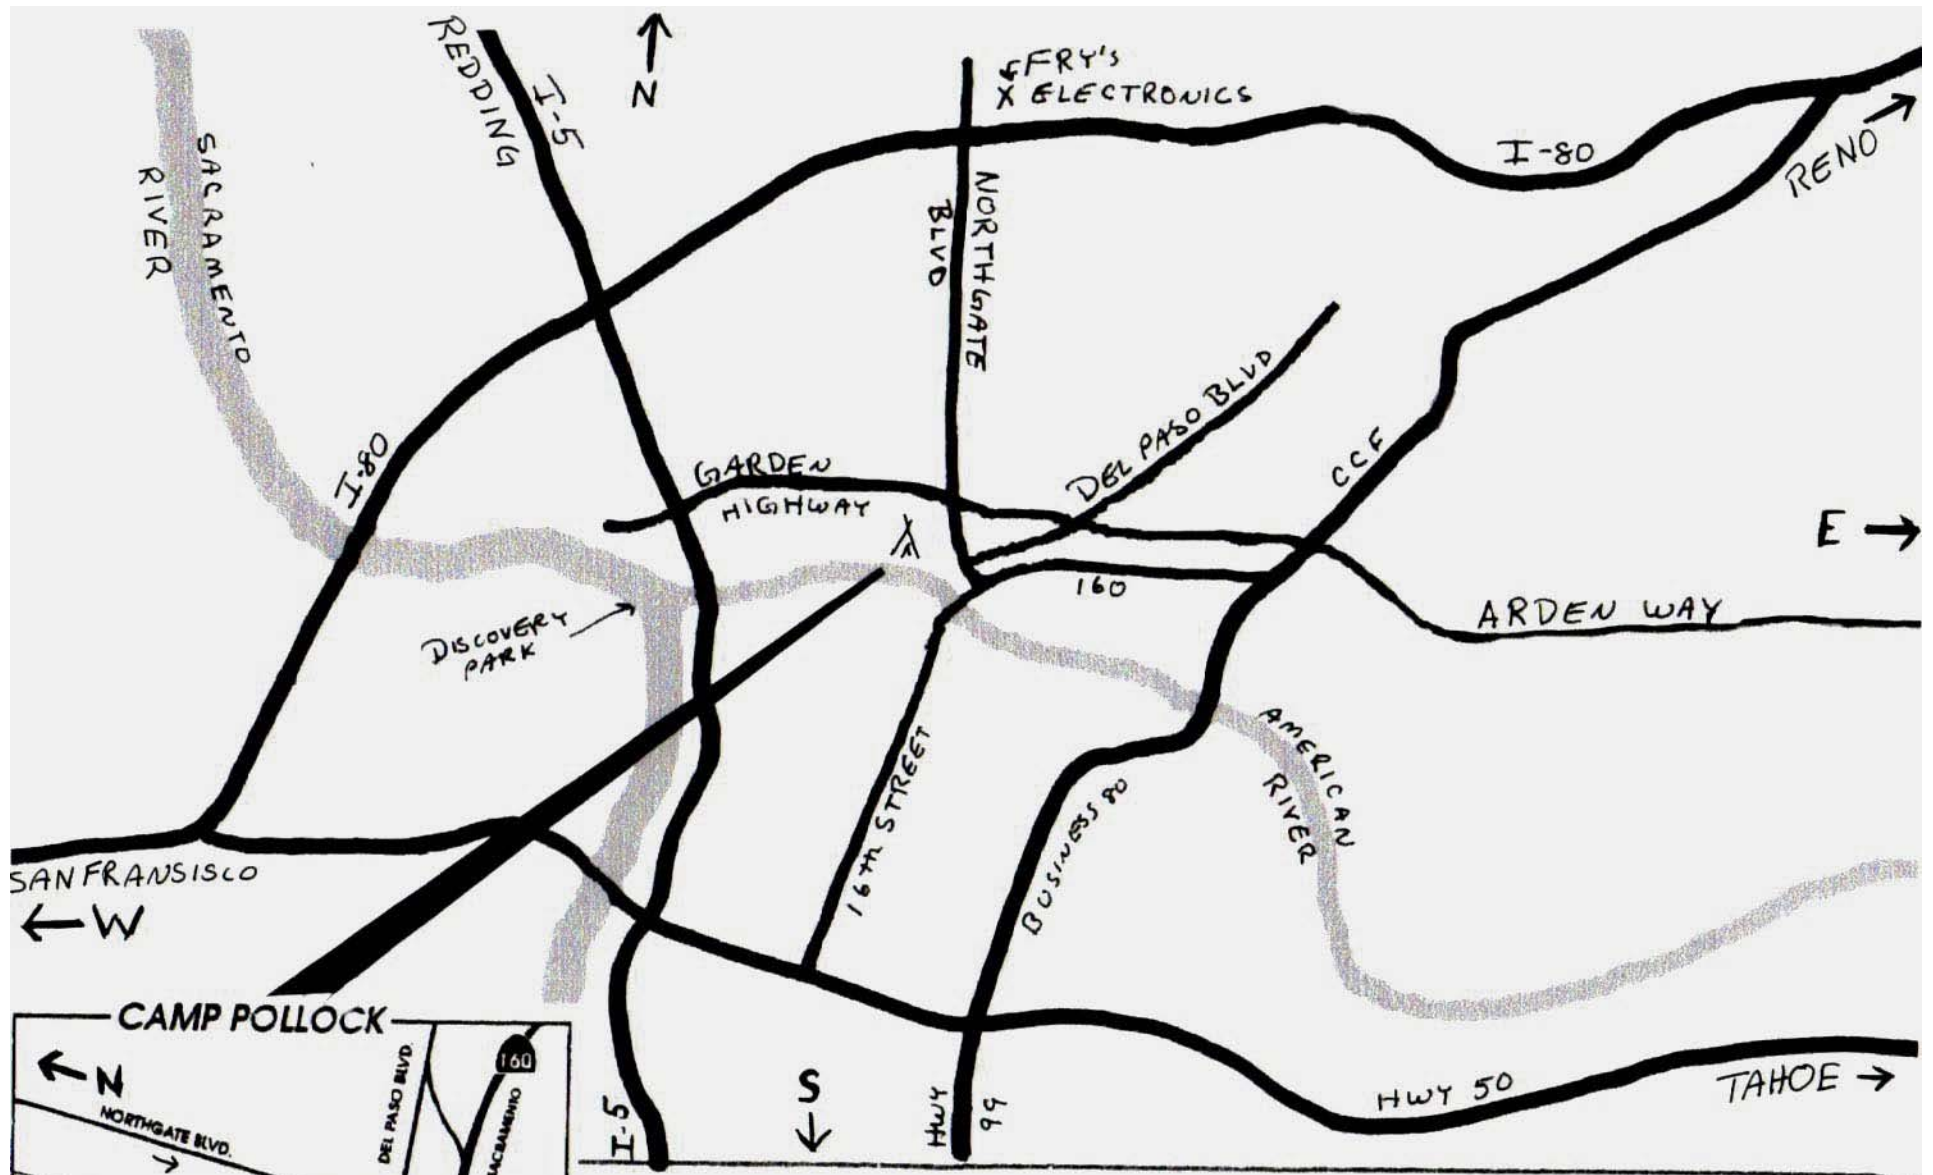 REDDING
I-5
N
←FRY'S
X ELECTRONICS
I-80
RENO
SACRAMENTO
RIVER
NORTHGATE
BLVD
DEL PASO BLVD
I-80
GARDEN
HIGHWAY
CCF
E
160
ARDEN WAY
DISCOVERY
PARK
AMERICAN
RIVER
16TH STREET
BUSINESS 80
SAN FRANSISCO
W
CAMP POLLOCK
N
NORTHGATE BLVD.
DEL PASO BLVD.
160
I-5
S
HWY
99
HWY 50
TAHOE